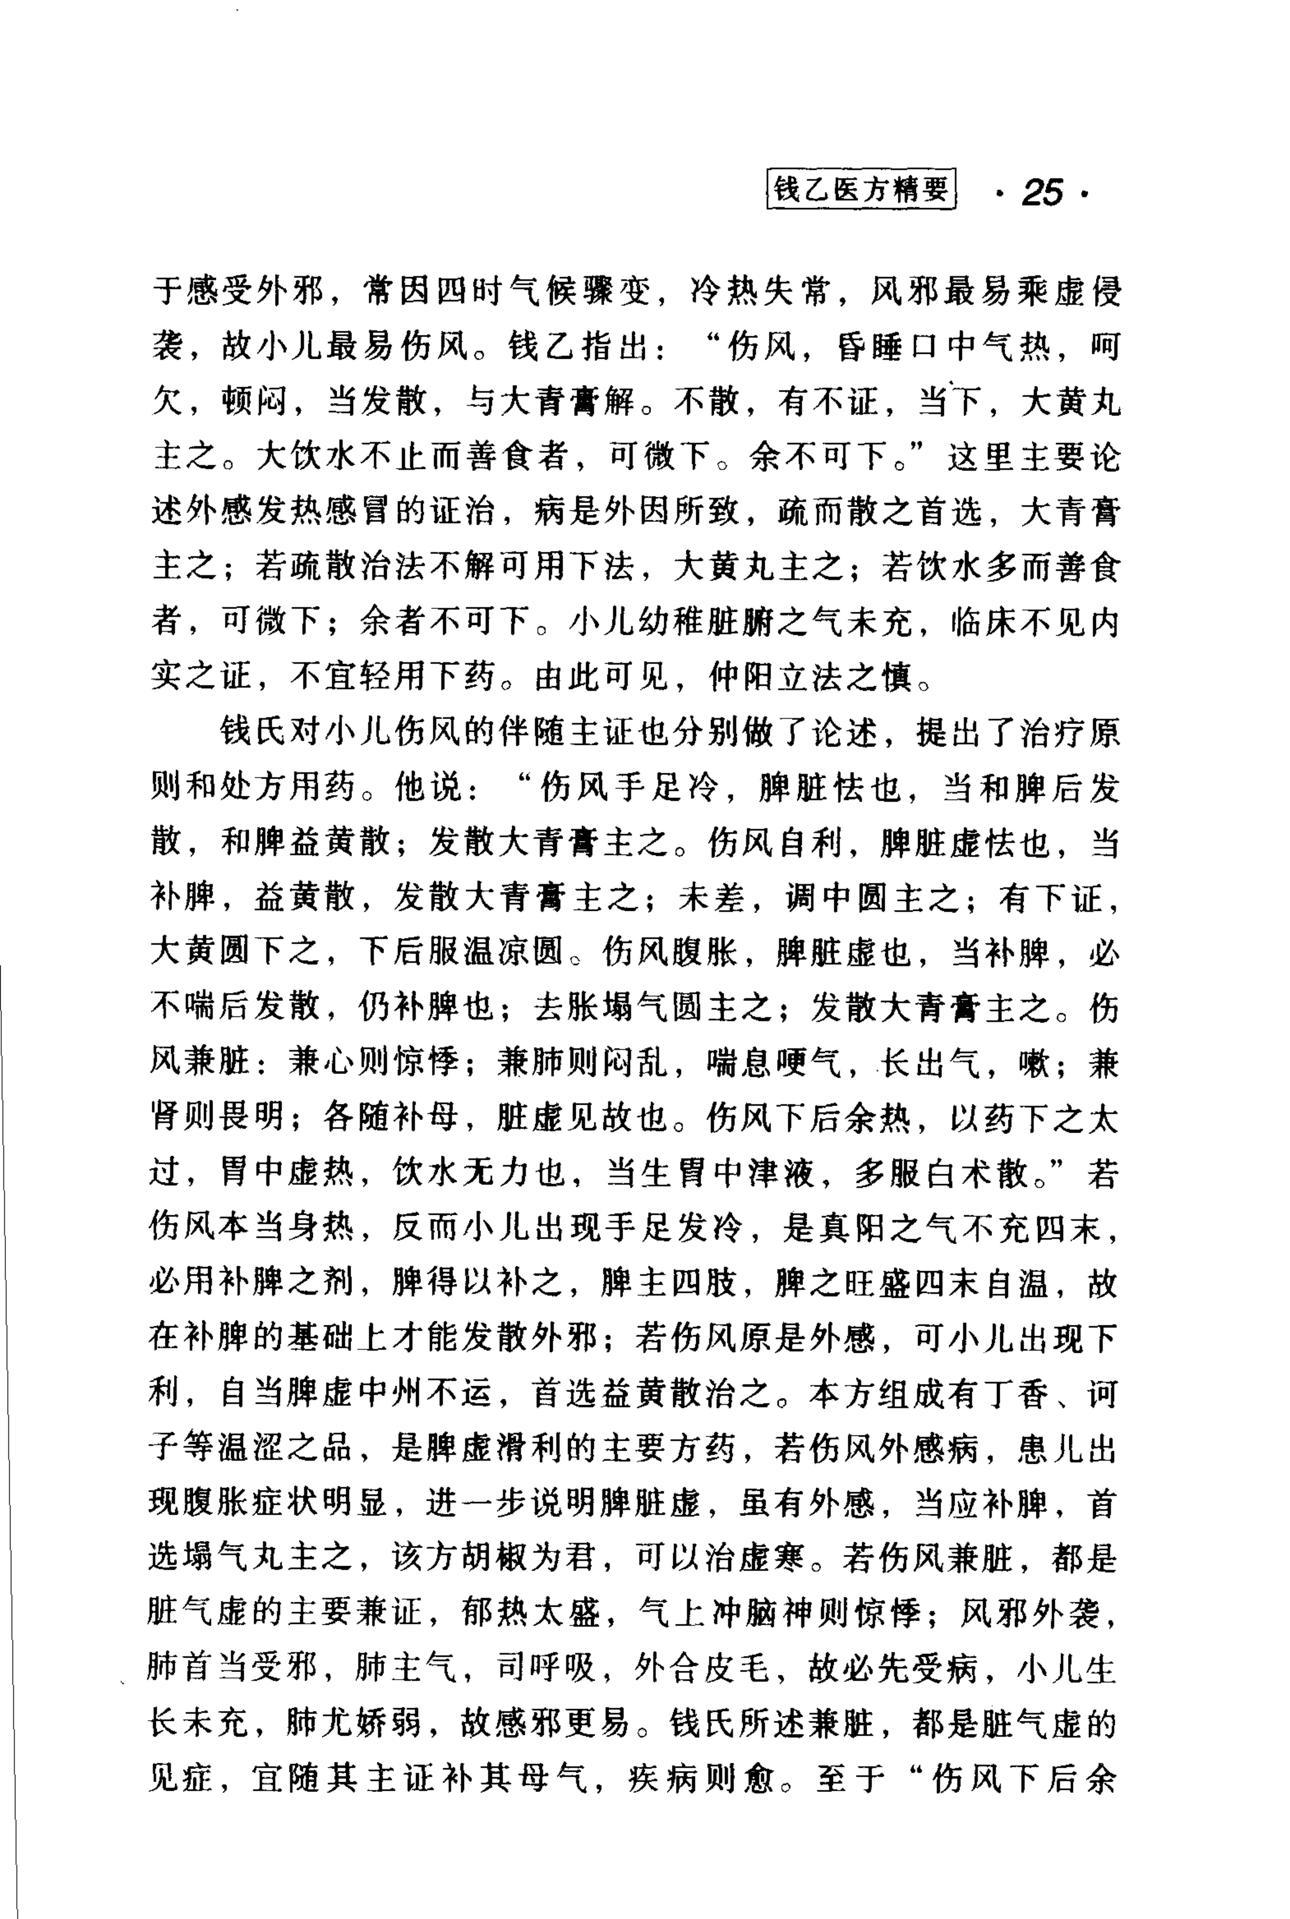 钱乙医方精要 · 25 ·
于感受外邪，常因四时气候骤变，冷热失常，风邪最易乘虚侵
袭，故小儿最易伤风。钱乙指出：“伤风，昏睡口中气热，呵
欠，顿闷，当发散，与大青膏解。不散，有不证，当下，大黄丸
主之。大饮水不止而善食者，可微下。余不可下。”这里主要论
述外感发热感冒的证治，病是外因所致，疏而散之首选，大青膏
主之；若疏散治法不解可用下法，大黄丸主之；若饮水多而善食
者，可微下；余者不可下。小儿幼稚脏腑之气未充，临床不见内
实之证，不宜轻用下药。由此可见，仲阳立法之慎。
钱氏对小儿伤风的伴随主证也分别做了论述，提出了治疗原
则和处方用药。他说：“伤风手足冷，脾脏怯也，当和脾后发
散，和脾益黄散；发散大青膏主之。伤风自利，脾脏虚怯也，当
补脾，益黄散，发散大青膏主之；未差，调中圆主之；有下证，
大黄圆下之，下后服温凉圆。伤风腹胀，脾脏虚也，当补脾，必
不喘后发散，仍补脾也；去胀塌气圆主之；发散大青膏主之。伤
风兼脏：兼心则惊悸；兼肺则闷乱，喘息哽气，长出气，嗽；兼
肾则畏明；各随补母，脏虚见故也。伤风下后余热，以药下之太
过，胃中虚热，饮水无力也，当生胃中津液，多服白术散。”若
伤风本当身热，反而小儿出现手足发冷，是真阳之气不充四末，
必用补脾之剂，脾得以补之，脾主四肢，脾之旺盛四末自温，故
在补脾的基础上才能发散外邪；若伤风原是外感，可小儿出现下
利，自当脾虚中州不运，首选益黄散治之。本方组成有丁香、诃
子等温涩之品，是脾虚滑利的主要方药，若伤风外感病，患儿出
现腹胀症状明显，进一步说明脾脏虚，虽有外感，当应补脾，首
选塌气丸主之，该方胡椒为君，可以治虚寒。若伤风兼脏，都是
脏气虚的主要兼证，郁热太盛，气上冲脑神则惊悸；风邪外袭，
肺首当受邪，肺主气，司呼吸，外合皮毛，故必先受病，小儿生
长未充，肺尤娇弱，故感邪更易。钱氏所述兼脏，都是脏气虚的
见症，宜随其主证补其母气，疾病则愈。至于“伤风下后余